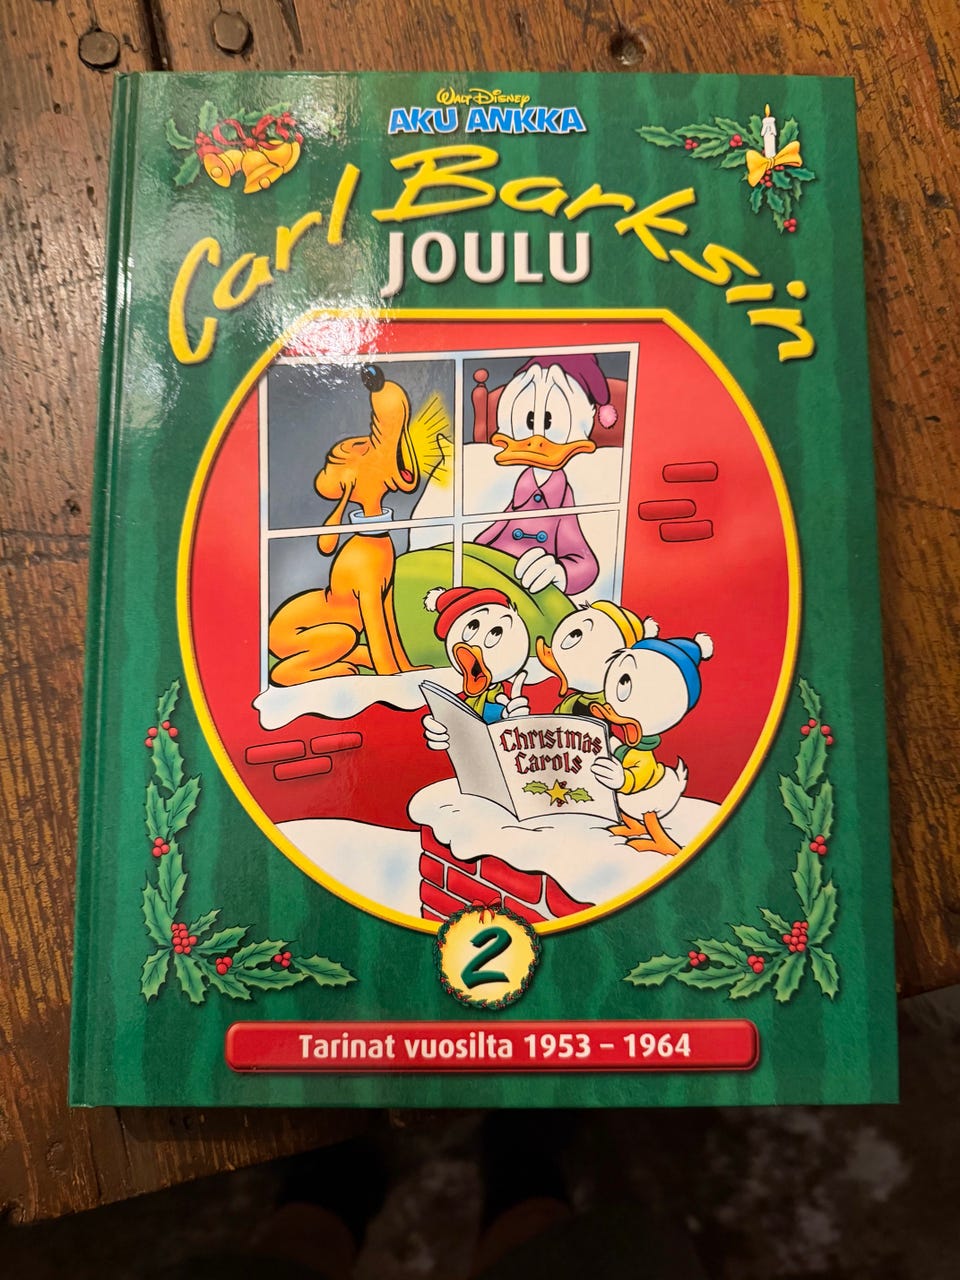 Walt Disney
AKU ANKKA
Carl Barksin
JOULU
Christmas
Carols
2
Tarinat vuosilta 1953 – 1964